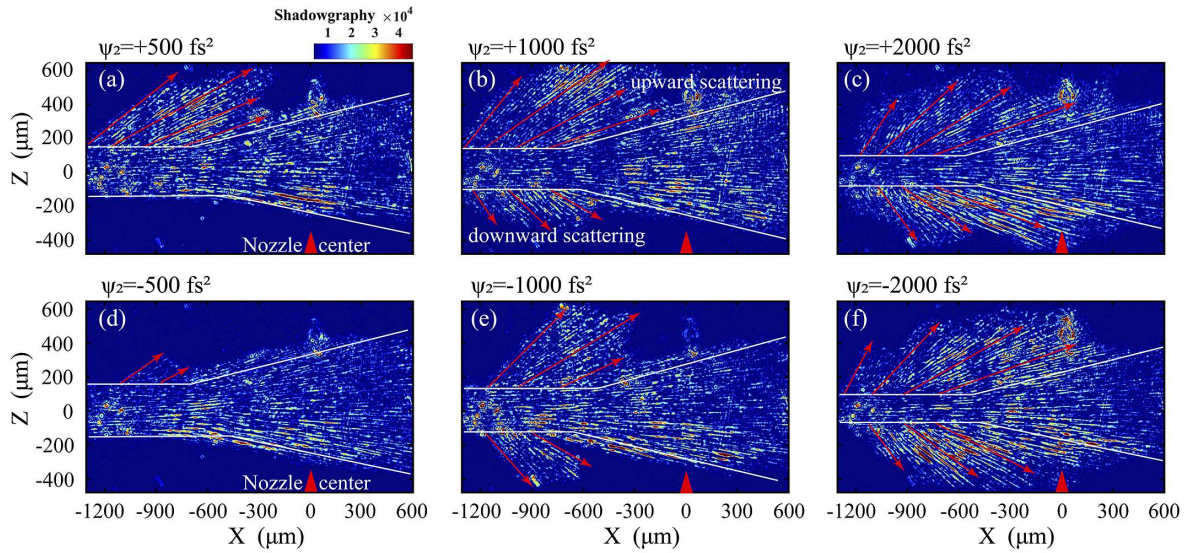 Shadowgraphy ×10⁴
1 2 3 4
ψ₂=+500 fs²
ψ₂=+1000 fs²
ψ₂=+2000 fs²
(a)
(b)
(c)
upward scattering
downward scattering
Nozzle center
600
400
200
0
-200
-400
Z (μm)
ψ₂=-500 fs²
ψ₂=-1000 fs²
ψ₂=-2000 fs²
(d)
(e)
(f)
Nozzle center
600
400
200
0
-200
-400
Z (μm)
-1200 -900 -600 -300 0 300 600
-1200 -900 -600 -300 0 300 600
-1200 -900 -600 -300 0 300 600
X (μm)
X (μm)
X (μm)